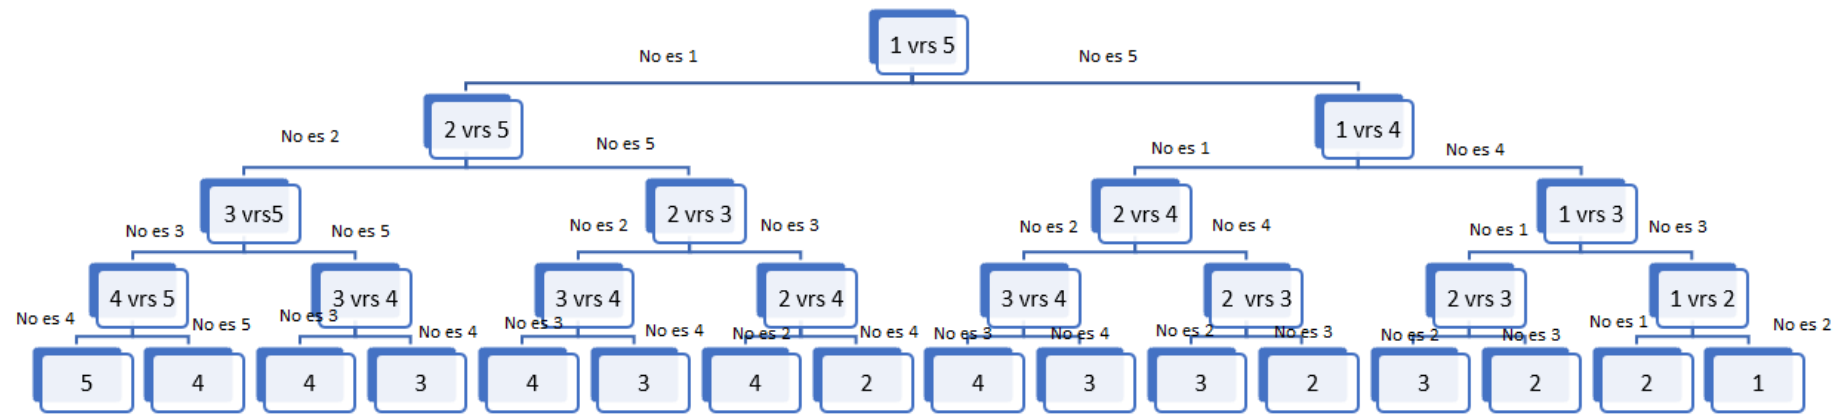 1 vrs 5
No es 1
No es 5
2 vrs 5
1 vrs 4
No es 2
No es 5
No es 1
No es 4
3 vrs5
2 vrs 3
2 vrs 4
1 vrs 3
No es 3
No es 5
No es 2
No es 3
No es 2
No es 4
No es 1
No es 3
4 vrs 5
3 vrs 4
3 vrs 4
2 vrs 4
3 vrs 4
2 vrs 3
2 vrs 3
1 vrs 2
No es 4
No es 5
No es 3
No es 4
No es 3
No es 4
No es 2
No es 4
No es 3
No es 4
No es 2
No es 3
No es 2
No es 3
No es 1
No es 2
5
4
4
3
4
3
4
2
4
3
3
2
3
2
2
1